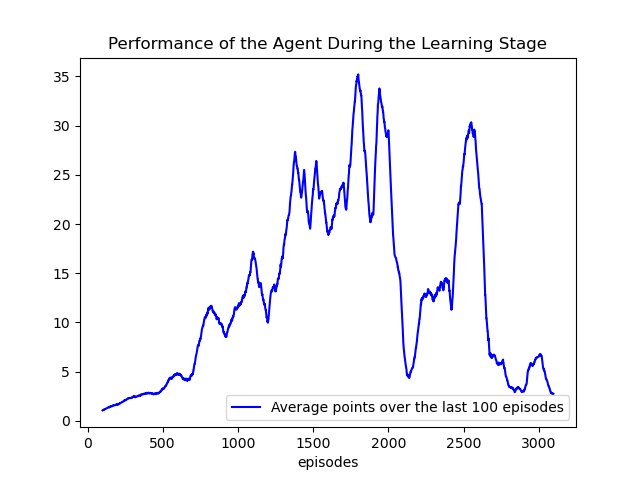 Performance of the Agent During the Learning Stage
35
30
25
20
15
10
5
0
Average points over the last 100 episodes
0 500 1000 1500 2000 2500 3000
episodes